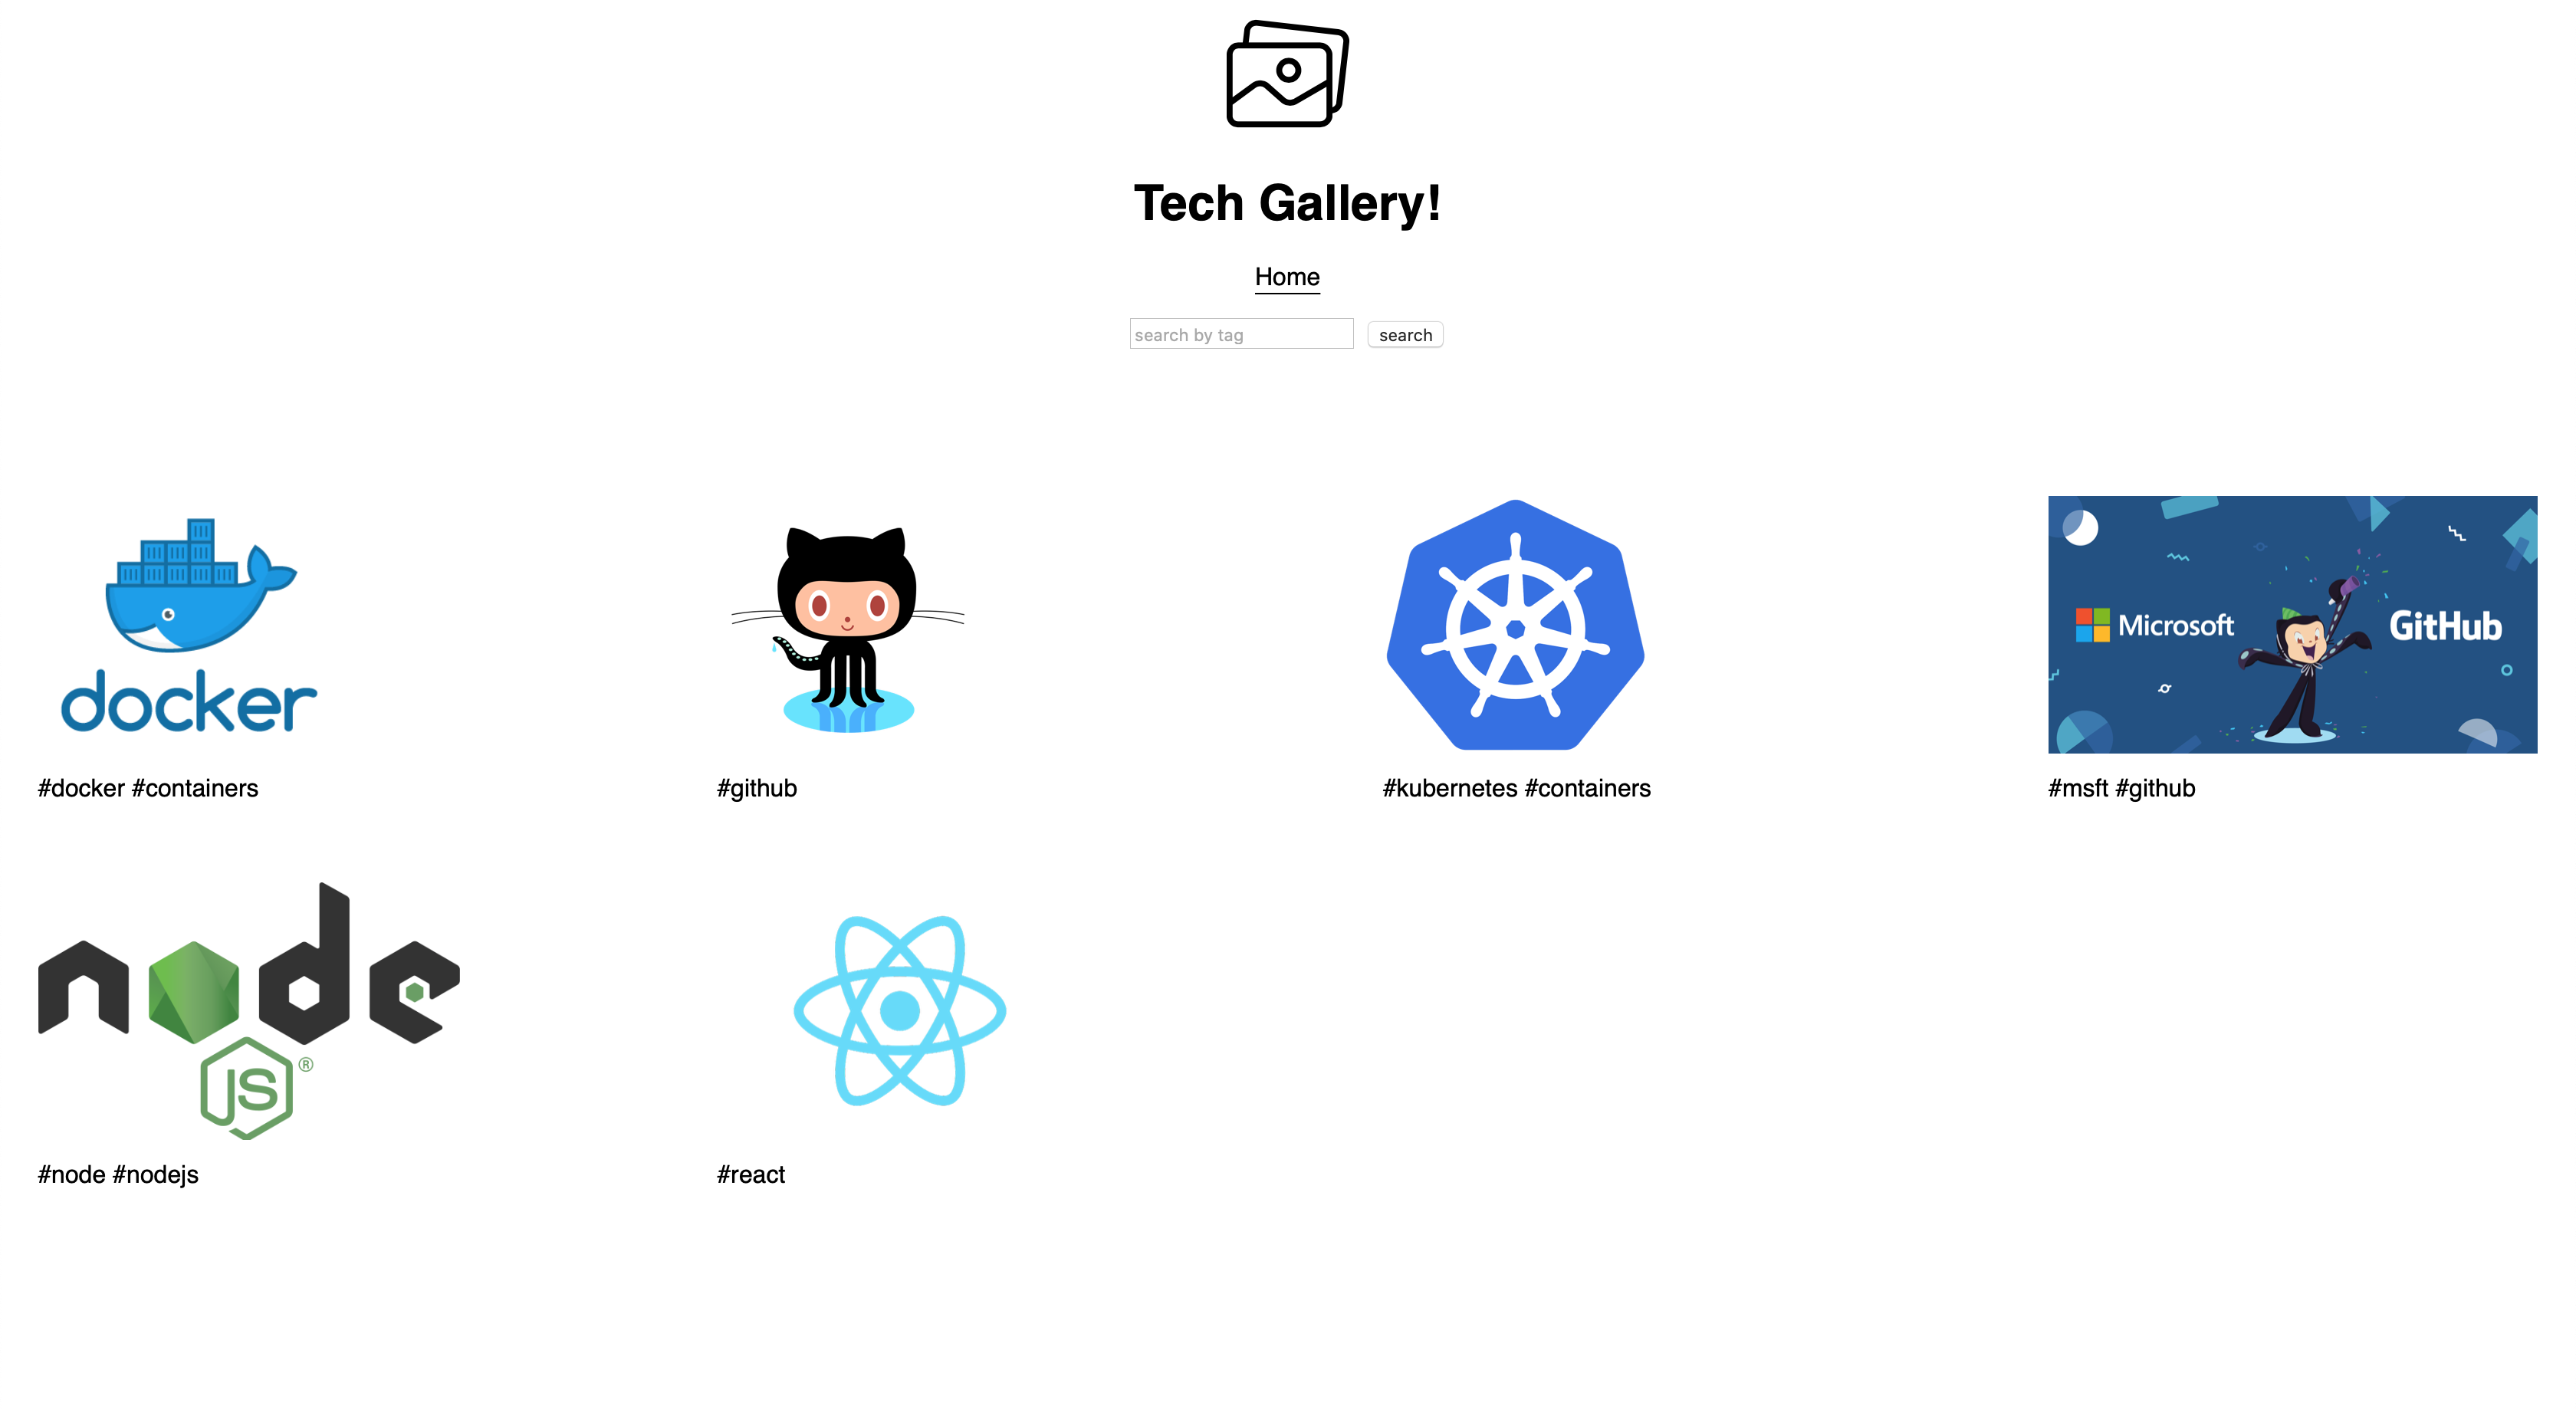 Tech Gallery!
Home
search by tag
search
docker
Microsoft
GitHub
#docker #containers
#github
#kubernetes #containers
#msft #github
node
JS ®
#node #nodejs
#react